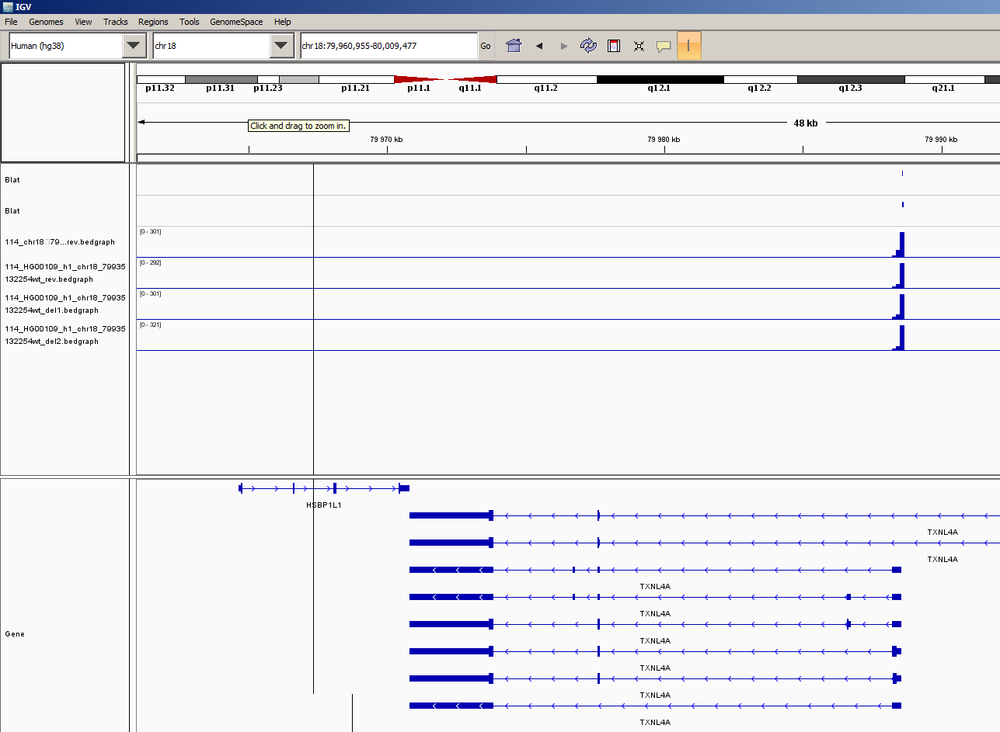 IGV
File Genomes View Tracks Regions Tools GenomeSpace Help
Human (hg38) chr18 chr18:79,960,955-80,009,477 Go
p11.32 p11.31 p11.23 p11.21 p11.1 q11.1 q11.2 q12.1 q12.2 q12.3 q21.1
48 kb
Click and drag to zoom in.
79 970 kb 79 980 kb 79 990 kb
Blat
Blat
[0 - 301]
114_chr18□79...rev.bedgraph
[0 - 292]
114_HG00109_h1_chr18_79935
132254wt_rev.bedgraph
[0 - 301]
114_HG00109_h1_chr18_79935
132254wt_del1.bedgraph
[0 - 321]
114_HG00109_h1_chr18_79935
132254wt_del2.bedgraph
HSBP1L1
TXNL4A
TXNL4A
TXNL4A
TXNL4A
Gene
TXNL4A
TXNL4A
TXNL4A
TXNL4A